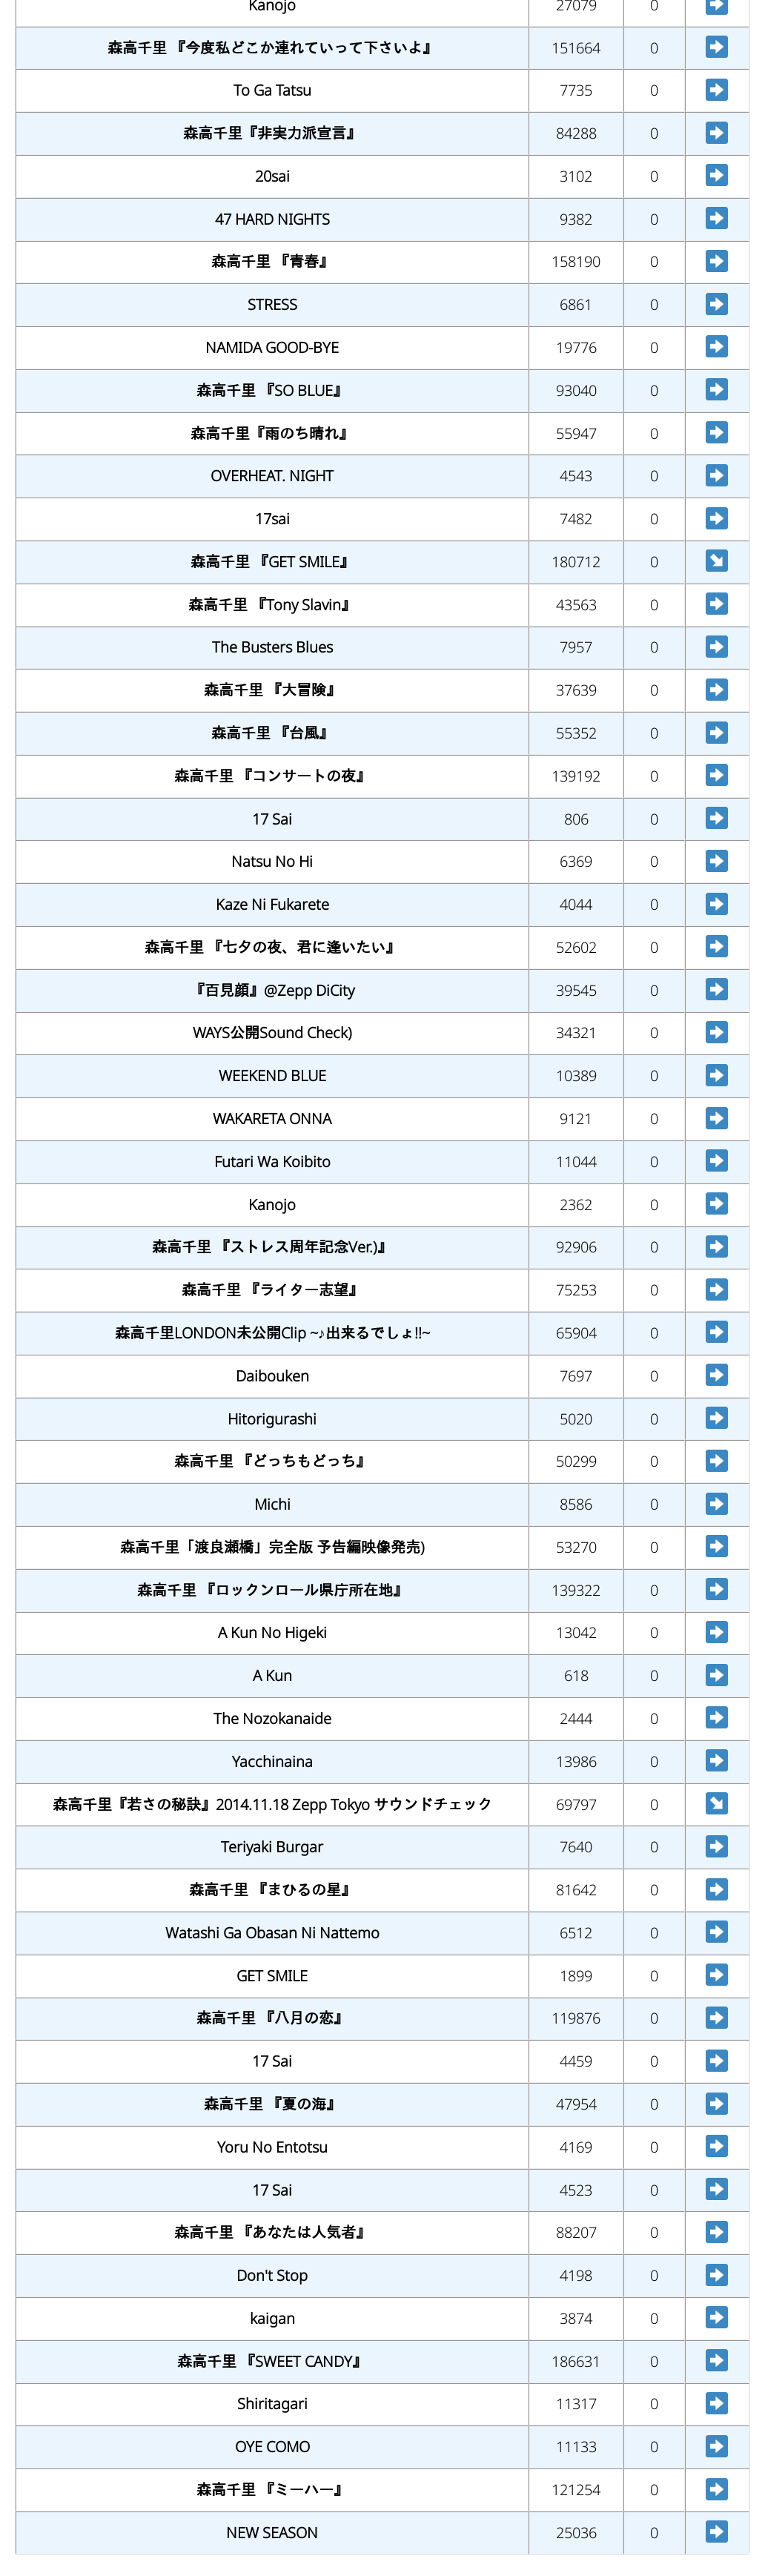 Kanojo 27079 0
森高千里 『今度私どこか連れていって下さいよ』 151664 0
To Ga Tatsu 7735 0
森高千里『非実力派宣言』 84288 0
20sai 3102 0
47 HARD NIGHTS 9382 0
森高千里 『青春』 158190 0
STRESS 6861 0
NAMIDA GOOD-BYE 19776 0
森高千里 『SO BLUE』 93040 0
森高千里『雨のち晴れ』 55947 0
OVERHEAT. NIGHT 4543 0
17sai 7482 0
森高千里 『GET SMILE』 180712 0
森高千里 『Tony Slavin』 43563 0
The Busters Blues 7957 0
森高千里 『大冒険』 37639 0
森高千里 『台風』 55352 0
森高千里 『コンサートの夜』 139192 0
17 Sai 806 0
Natsu No Hi 6369 0
Kaze Ni Fukarete 4044 0
森高千里 『七夕の夜、君に逢いたい』 52602 0
『百見顔』@Zepp DiCity 39545 0
WAYS公開Sound Check) 34321 0
WEEKEND BLUE 10389 0
WAKARETA ONNA 9121 0
Futari Wa Koibito 11044 0
Kanojo 2362 0
森高千里 『ストレス周年記念Ver.)』 92906 0
森高千里 『ライター志望』 75253 0
森高千里LONDON未公開Clip ~♪出来るでしょ!!~ 65904 0
Daibouken 7697 0
Hitorigurashi 5020 0
森高千里 『どっちもどっち』 50299 0
Michi 8586 0
森高千里「渡良瀬橋」完全版 予告編映像発売) 53270 0
森高千里 『ロックンロール県庁所在地』 139322 0
A Kun No Higeki 13042 0
A Kun 618 0
The Nozokanaide 2444 0
Yacchinaina 13986 0
森高千里『若さの秘訣』2014.11.18 Zepp Tokyo サウンドチェック 69797 0
Teriyaki Burgar 7640 0
森高千里 『まひるの星』 81642 0
Watashi Ga Obasan Ni Nattemo 6512 0
GET SMILE 1899 0
森高千里 『八月の恋』 119876 0
17 Sai 4459 0
森高千里 『夏の海』 47954 0
Yoru No Entotsu 4169 0
17 Sai 4523 0
森高千里 『あなたは人気者』 88207 0
Don't Stop 4198 0
kaigan 3874 0
森高千里 『SWEET CANDY』 186631 0
Shiritagari 11317 0
OYE COMO 11133 0
森高千里 『ミーハー』 121254 0
NEW SEASON 25036 0